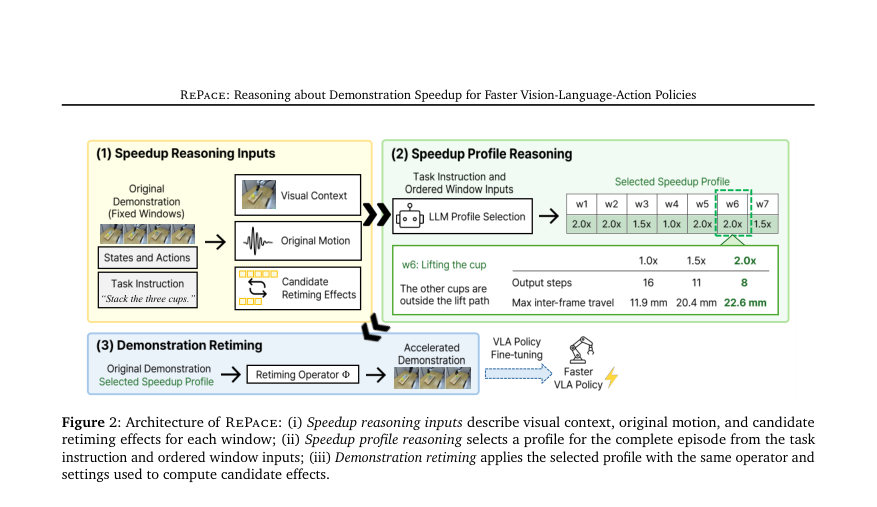 REPACE: Reasoning about Demonstration Speedup for Faster Vision-Language-Action Policies
(1) Speedup Reasoning Inputs
Original
Demonstration
(Fixed Windows)
States and Actions
Task Instruction
"Stack the three cups."
Visual Context
Original Motion
Candidate
Retiming Effects
(2) Speedup Profile Reasoning
Task Instruction and
Ordered Window Inputs
LLM Profile Selection
Selected Speedup Profile
w1 w2 w3 w4 w5 w6 w7
2.0x 2.0x 1.5x 1.0x 2.0x 2.0x 1.5x
w6: Lifting the cup
The other cups are
outside the lift path
1.0x 1.5x 2.0x
Output steps 16 11 8
Max inter-frame travel 11.9 mm 20.4 mm 22.6 mm
(3) Demonstration Retiming
Original Demonstration
Selected Speedup Profile
Retiming Operator Φ
Accelerated
Demonstration
VLA Policy
Fine-tuning
Faster
VLA Policy
Figure 2: Architecture of REPACE: (i) Speedup reasoning inputs describe visual context, original motion, and candidate
retiming effects for each window; (ii) Speedup profile reasoning selects a profile for the complete episode from the task
instruction and ordered window inputs; (iii) Demonstration retiming applies the selected profile with the same operator and
settings used to compute candidate effects.